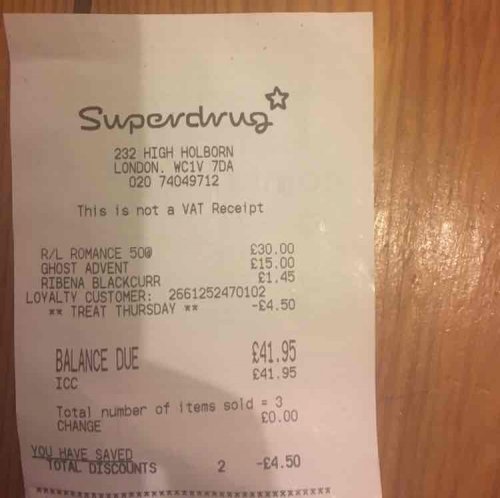 Superdrug
232 HIGH HOLBORN
LONDON. WC1V 7DA
020 74049712
This is not a VAT Receipt
R/L ROMANCE 500 £30.00
GHOST ADVENT £15.00
RIBENA BLACKCURR £1.45
LOYALTY CUSTOMER: 2661252470102
** TREAT THURSDAY ** -£4.50
BALANCE DUE £41.95
ICC £41.95
Total number of items sold = 3
CHANGE £0.00
YOU HAVE SAVED
TOTAL DISCOUNTS 2 -£4.50